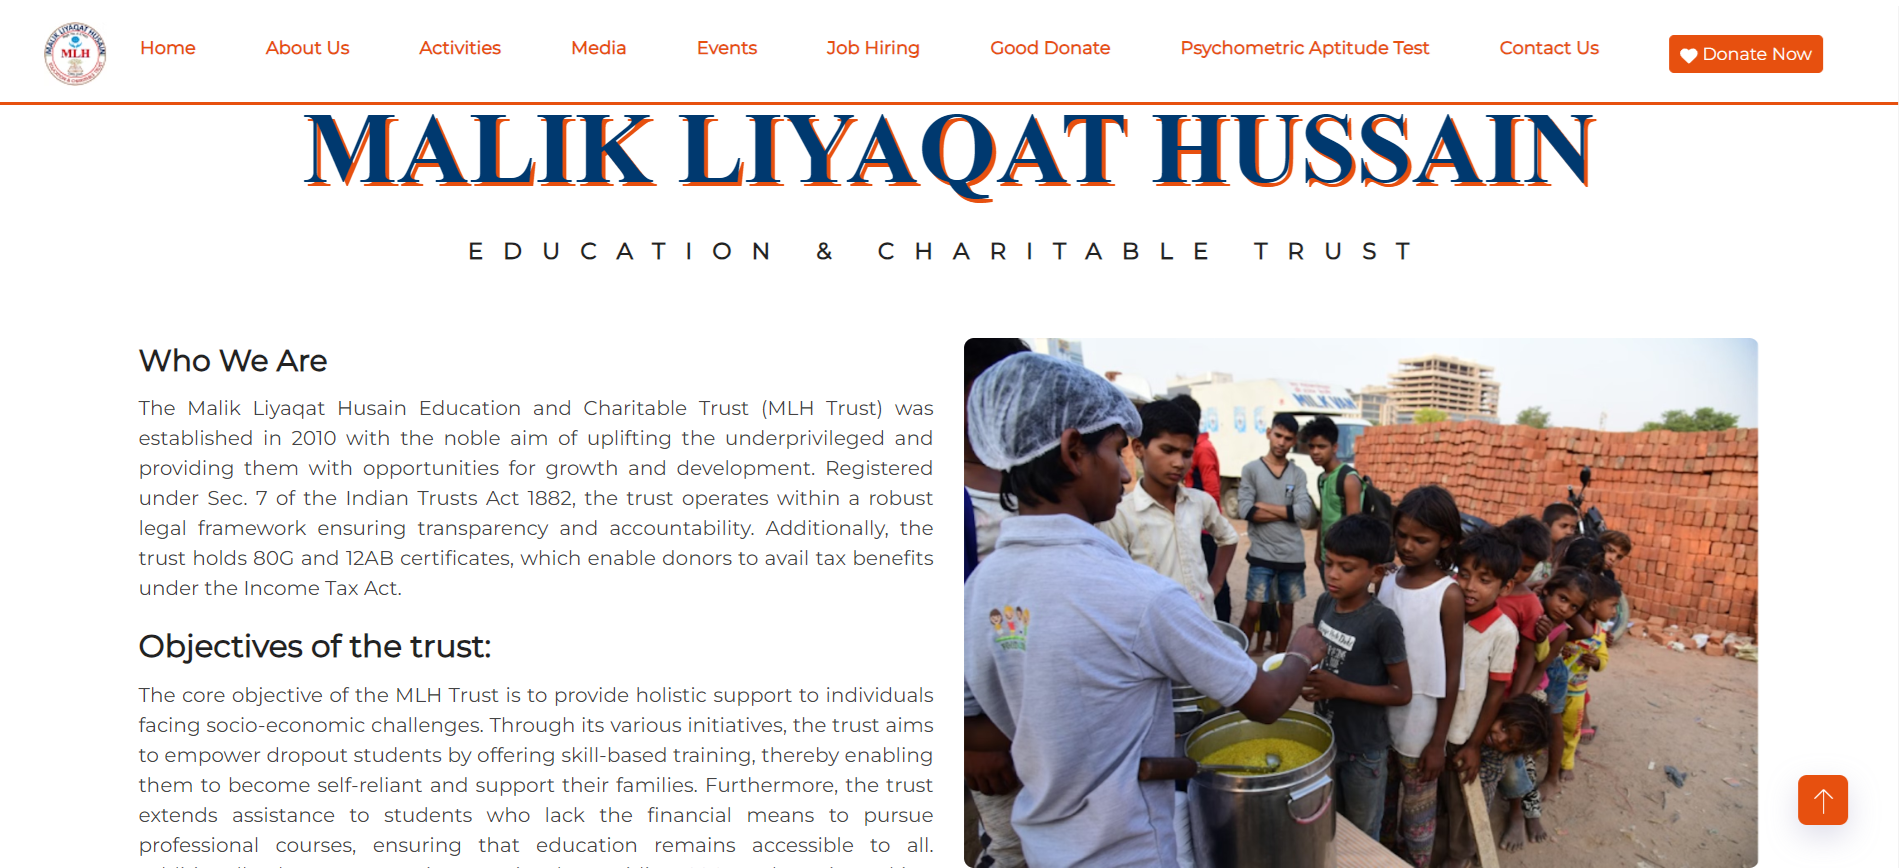 MALIK LIYAQAT HUSAIN
MLH
Home About Us Activities Media Events Job Hiring Good Donate Psychometric Aptitude Test Contact Us Donate Now
MALIK LIYAQAT HUSSAIN
EDUCATION & CHARITABLE TRUST
Who We Are
The Malik Liyaqat Husain Education and Charitable Trust (MLH Trust) was
established in 2010 with the noble aim of uplifting the underprivileged and
providing them with opportunities for growth and development. Registered
under Sec. 7 of the Indian Trusts Act 1882, the trust operates within a robust
legal framework ensuring transparency and accountability. Additionally, the
trust holds 80G and 12AB certificates, which enable donors to avail tax benefits
under the Income Tax Act.
Objectives of the trust:
The core objective of the MLH Trust is to provide holistic support to individuals
facing socio-economic challenges. Through its various initiatives, the trust aims
to empower dropout students by offering skill-based training, thereby enabling
them to become self-reliant and support their families. Furthermore, the trust
extends assistance to students who lack the financial means to pursue
professional courses, ensuring that education remains accessible to all.
MILK VAN